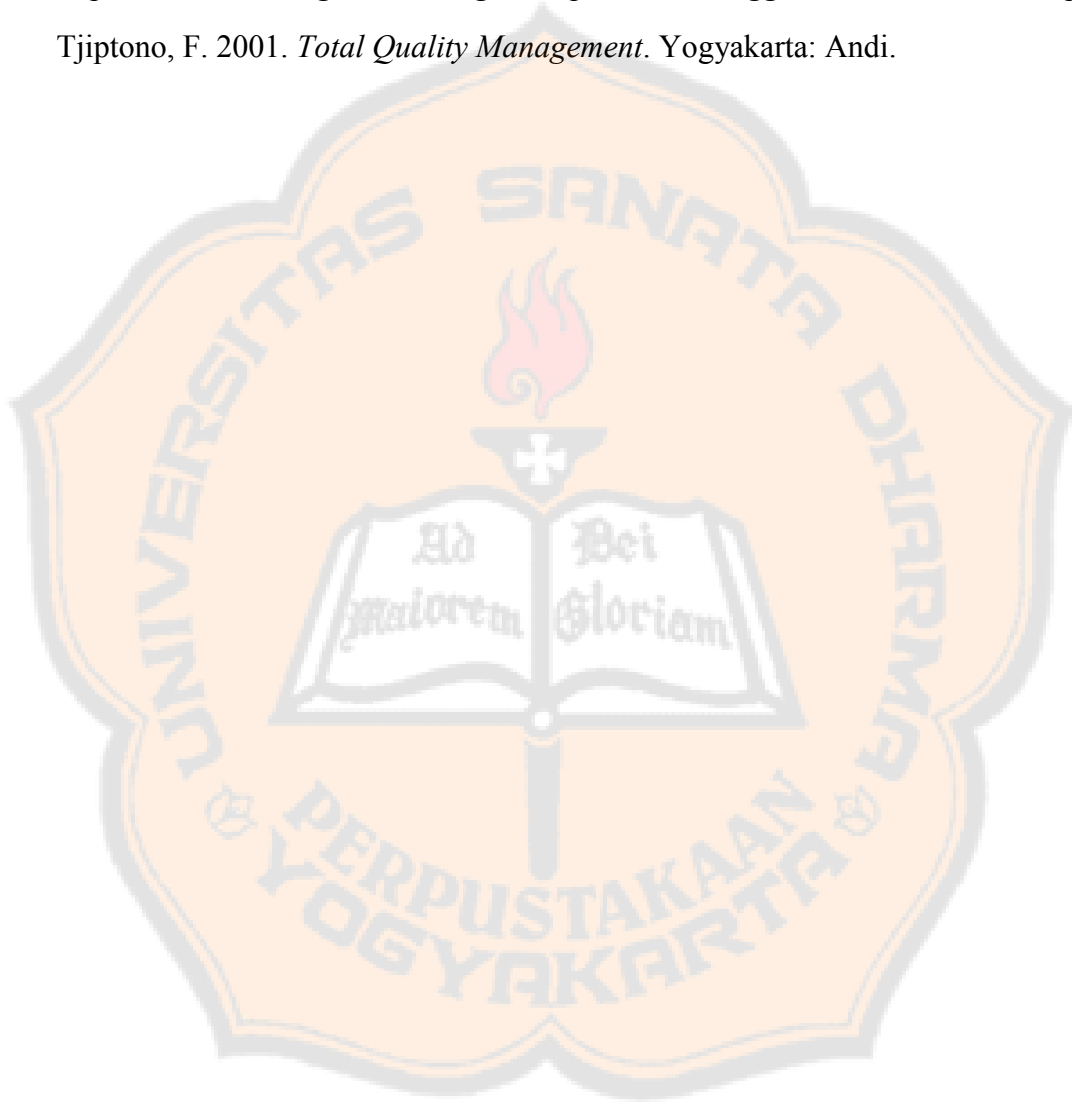 Tjiptono, F. 2001. Total Quality Management. Yogyakarta: Andi.
UNIVERSITAS SANATA DHARMA
Ad Dei
Maiorem Gloriam
PERPUSTAKAAN
YOGYAKARTA